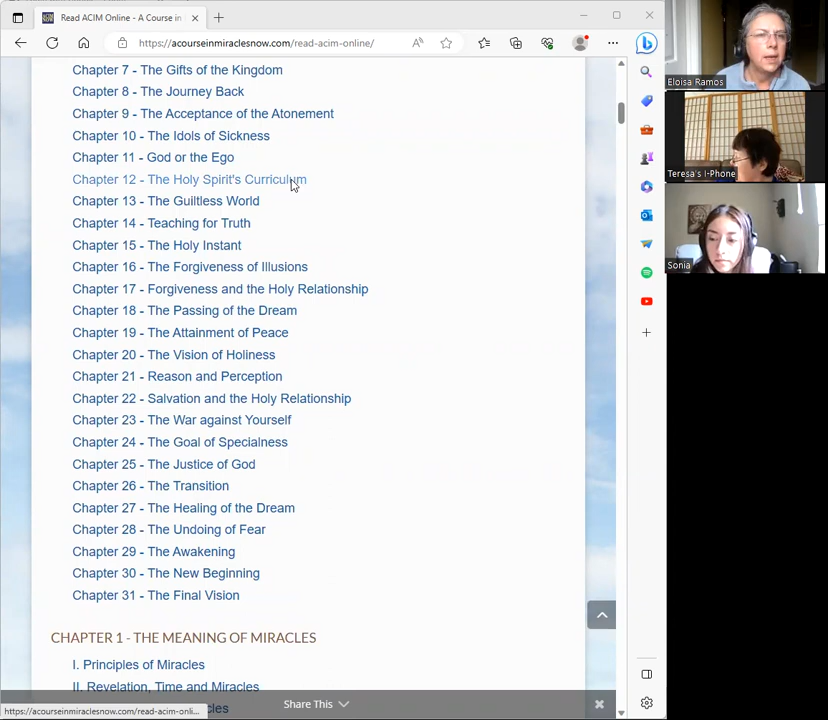 Read ACIM Online - A Course in
https://acourseinmiraclesnow.com/read-acim-online/
Chapter 7 - The Gifts of the Kingdom
Chapter 8 - The Journey Back
Chapter 9 - The Acceptance of the Atonement
Chapter 10 - The Idols of Sickness
Chapter 11 - God or the Ego
Chapter 12 - The Holy Spirit's Curriculum
Chapter 13 - The Guiltless World
Chapter 14 - Teaching for Truth
Chapter 15 - The Holy Instant
Chapter 16 - The Forgiveness of Illusions
Chapter 17 - Forgiveness and the Holy Relationship
Chapter 18 - The Passing of the Dream
Chapter 19 - The Attainment of Peace
Chapter 20 - The Vision of Holiness
Chapter 21 - Reason and Perception
Chapter 22 - Salvation and the Holy Relationship
Chapter 23 - The War against Yourself
Chapter 24 - The Goal of Specialness
Chapter 25 - The Justice of God
Chapter 26 - The Transition
Chapter 27 - The Healing of the Dream
Chapter 28 - The Undoing of Fear
Chapter 29 - The Awakening
Chapter 30 - The New Beginning
Chapter 31 - The Final Vision
CHAPTER 1 - THE MEANING OF MIRACLES
I. Principles of Miracles
II. Revelation, Time and Miracles
Share This
https://acourseinmiraclesnow.com/read-acim-onli...
Eloisa Ramos
Teresa's I-Phone
Sonia